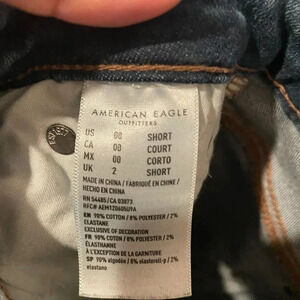 AMERICAN EAGLE
OUTFITTERS
US 00 SHORT
CA 00 COURT
MX 00 CORTO
UK 2 SHORT
MADE IN CHINA / FABRIQUÉ EN CHINE /
HECHO EN CHINA
RN 54485/CA 03873
RFC# AEM120605U9A
EN 90% COTTON / 8% POLYESTER / 2%
ELASTANE
EXCLUSIVE OF DECORATION
FR 90% COTON / 8% POLYESTER / 2%
ÉLASTHANNE
À L'EXCEPTION DE LA GARNITURE
SP 90% algodón / 8%
elastano